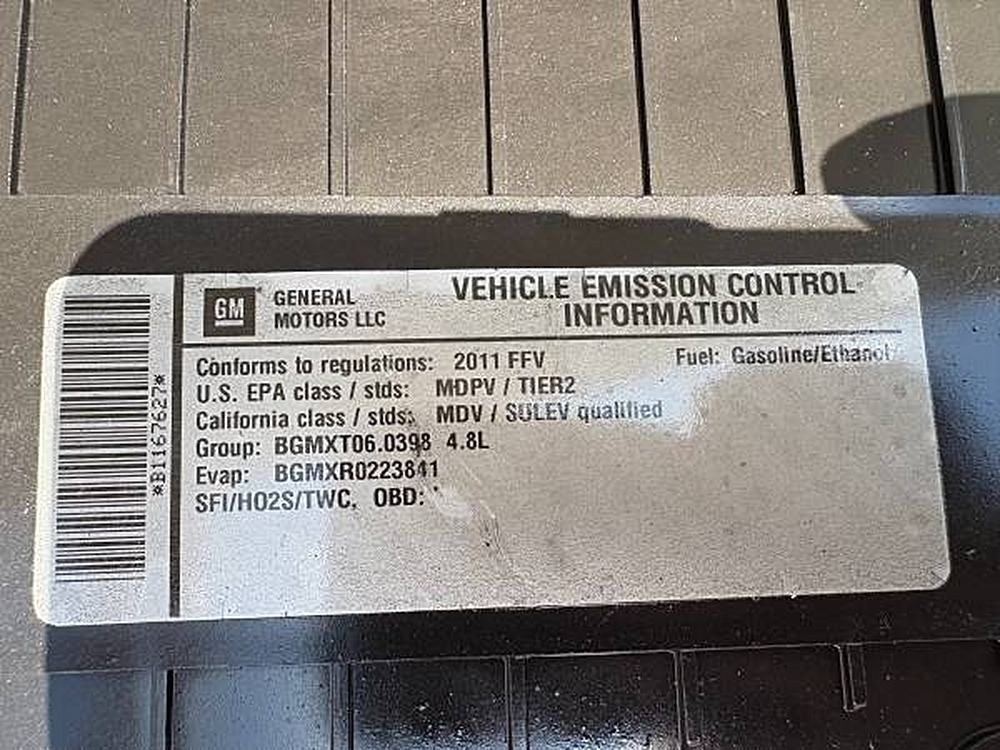 GM
GENERAL
MOTORS LLC
VEHICLE EMISSION CONTROL
INFORMATION
Conforms to regulations: 2011 FFV Fuel: Gasoline/Ethanol
U.S. EPA class / stds: MDPV / TIER2
California class / stds: MDV / SULEV qualified
Group: BGMXT06.0398 4.8L
Evap: BGMXR0223841
SFI/HO2S/TWC, OBD:
*B1167627*